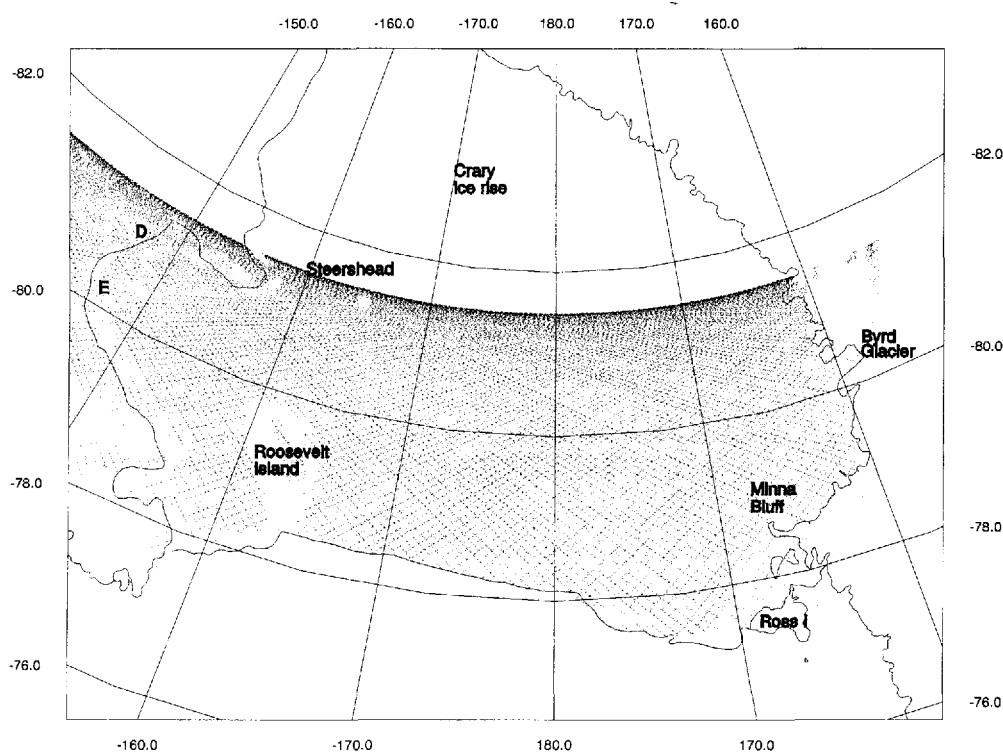 -150.0 -160.0 -170.0 180.0 170.0 160.0
-82.0
-82.0
Crary
ice rise
D
Steershead
E
-80.0
-80.0
Byrd
Glacier
Roosevelt
Island
-78.0
Minna
Bluff
-78.0
Ross I
-76.0
-76.0
-160.0 -170.0 180.0 170.0